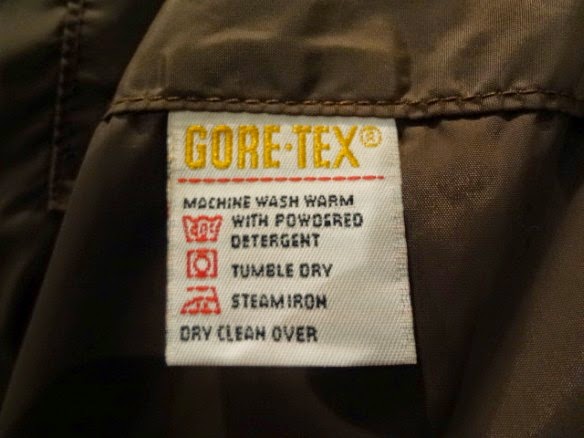 GORE-TEX®
MACHINE WASH WARM
WITH POWDERED
DETERGENT
TUMBLE DRY
STEAM IRON
DRY CLEAN OVER